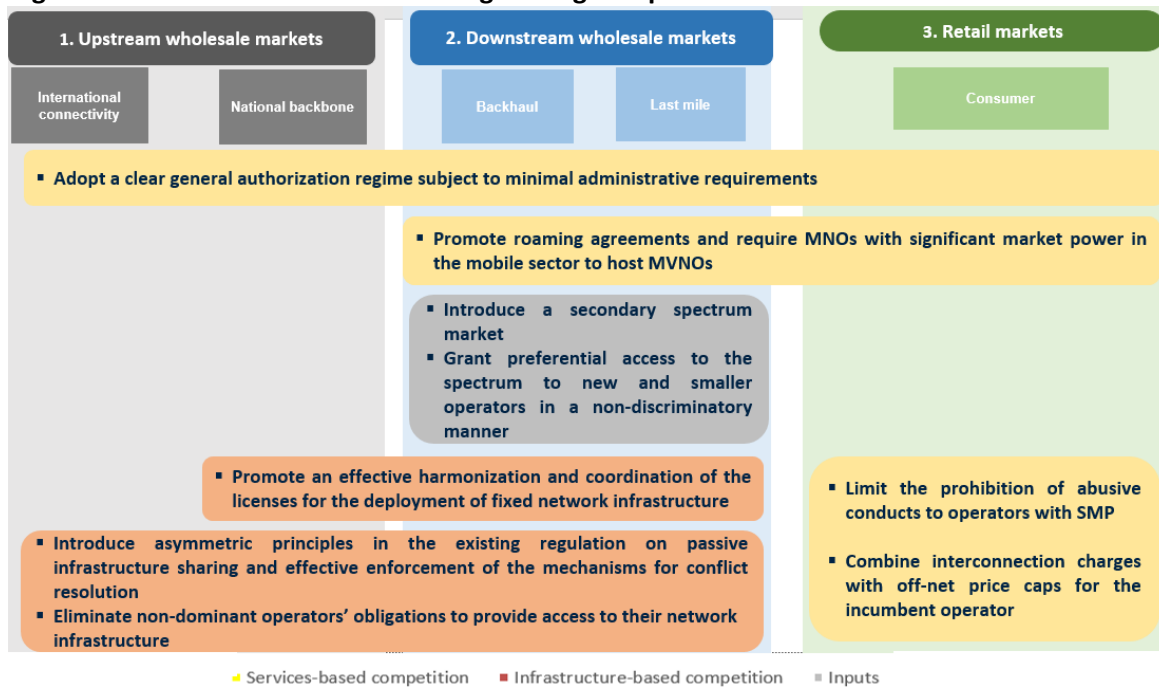 1. Upstream wholesale markets
2. Downstream wholesale markets
3. Retail markets
International
connectivity
National backbone
Backhaul
Last mile
Consumer
▪ Adopt a clear general authorization regime subject to minimal administrative requirements
▪ Promote roaming agreements and require MNOs with significant market power in
the mobile sector to host MVNOs
▪ Introduce a secondary spectrum
market
▪ Grant preferential access to the
spectrum to new and smaller
operators in a non-discriminatory
manner
▪ Promote an effective harmonization and coordination of the
licenses for the deployment of fixed network infrastructure
▪ Introduce asymmetric principles in the existing regulation on passive
infrastructure sharing and effective enforcement of the mechanisms for conflict
resolution
▪ Eliminate non-dominant operators’ obligations to provide access to their network
infrastructure
▪ Limit the prohibition of abusive
conducts to operators with SMP
▪ Combine interconnection charges
with off-net price caps for the
incumbent operator
Services-based competition
Infrastructure-based competition
Inputs